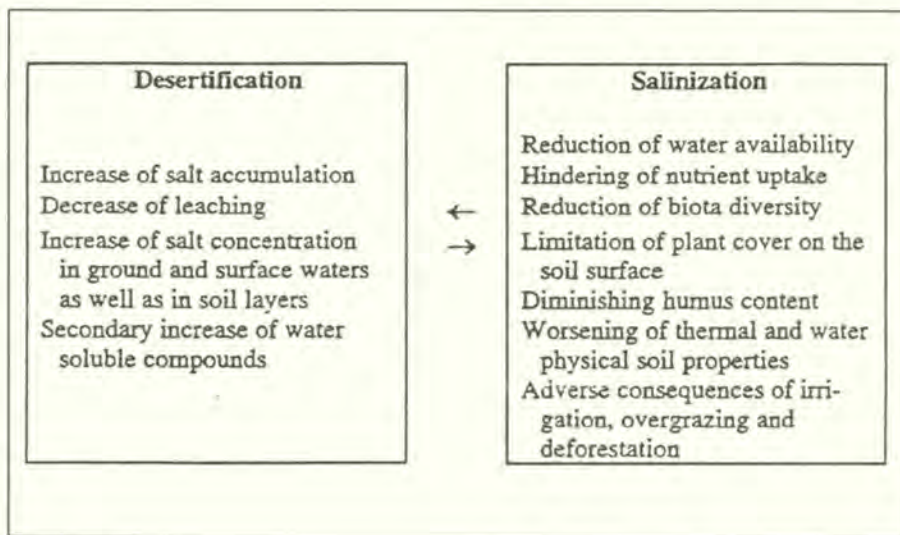 Desertification
Increase of salt accumulation
Decrease of leaching
Increase of salt concentration
in ground and surface waters
as well as in soil layers
Secondary increase of water
soluble compounds
←
→
Salinization
Reduction of water availability
Hindering of nutrient uptake
Reduction of biota diversity
Limitation of plant cover on the
soil surface
Diminishing humus content
Worsening of thermal and water
physical soil properties
Adverse consequences of irri-
gation, overgrazing and
deforestation